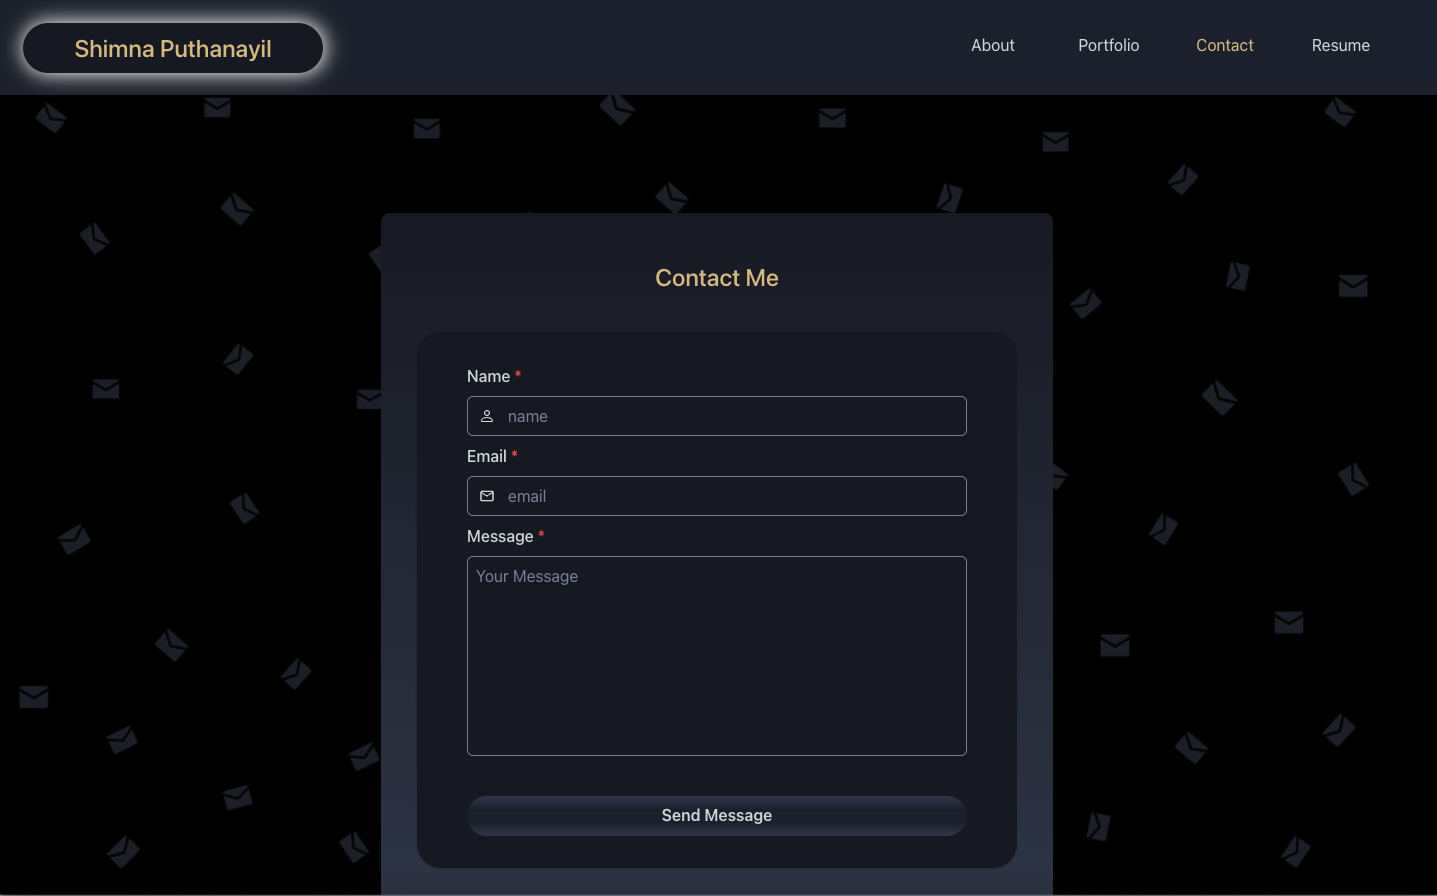 Shimna Puthanayil
About Portfolio Contact Resume
Contact Me
Name *
name
Email *
email
Message *
Your Message
Send Message